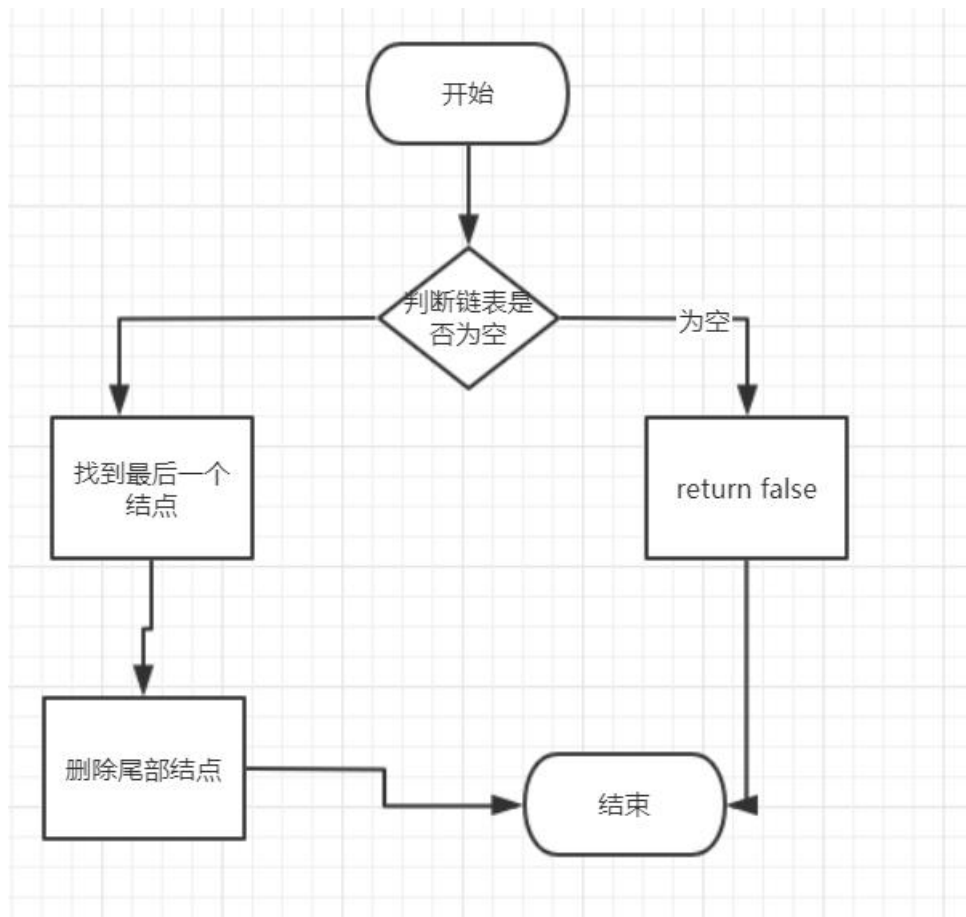 开始
判断链表是
否为空
为空
找到最后一个
结点
return false
删除尾部结点
结束